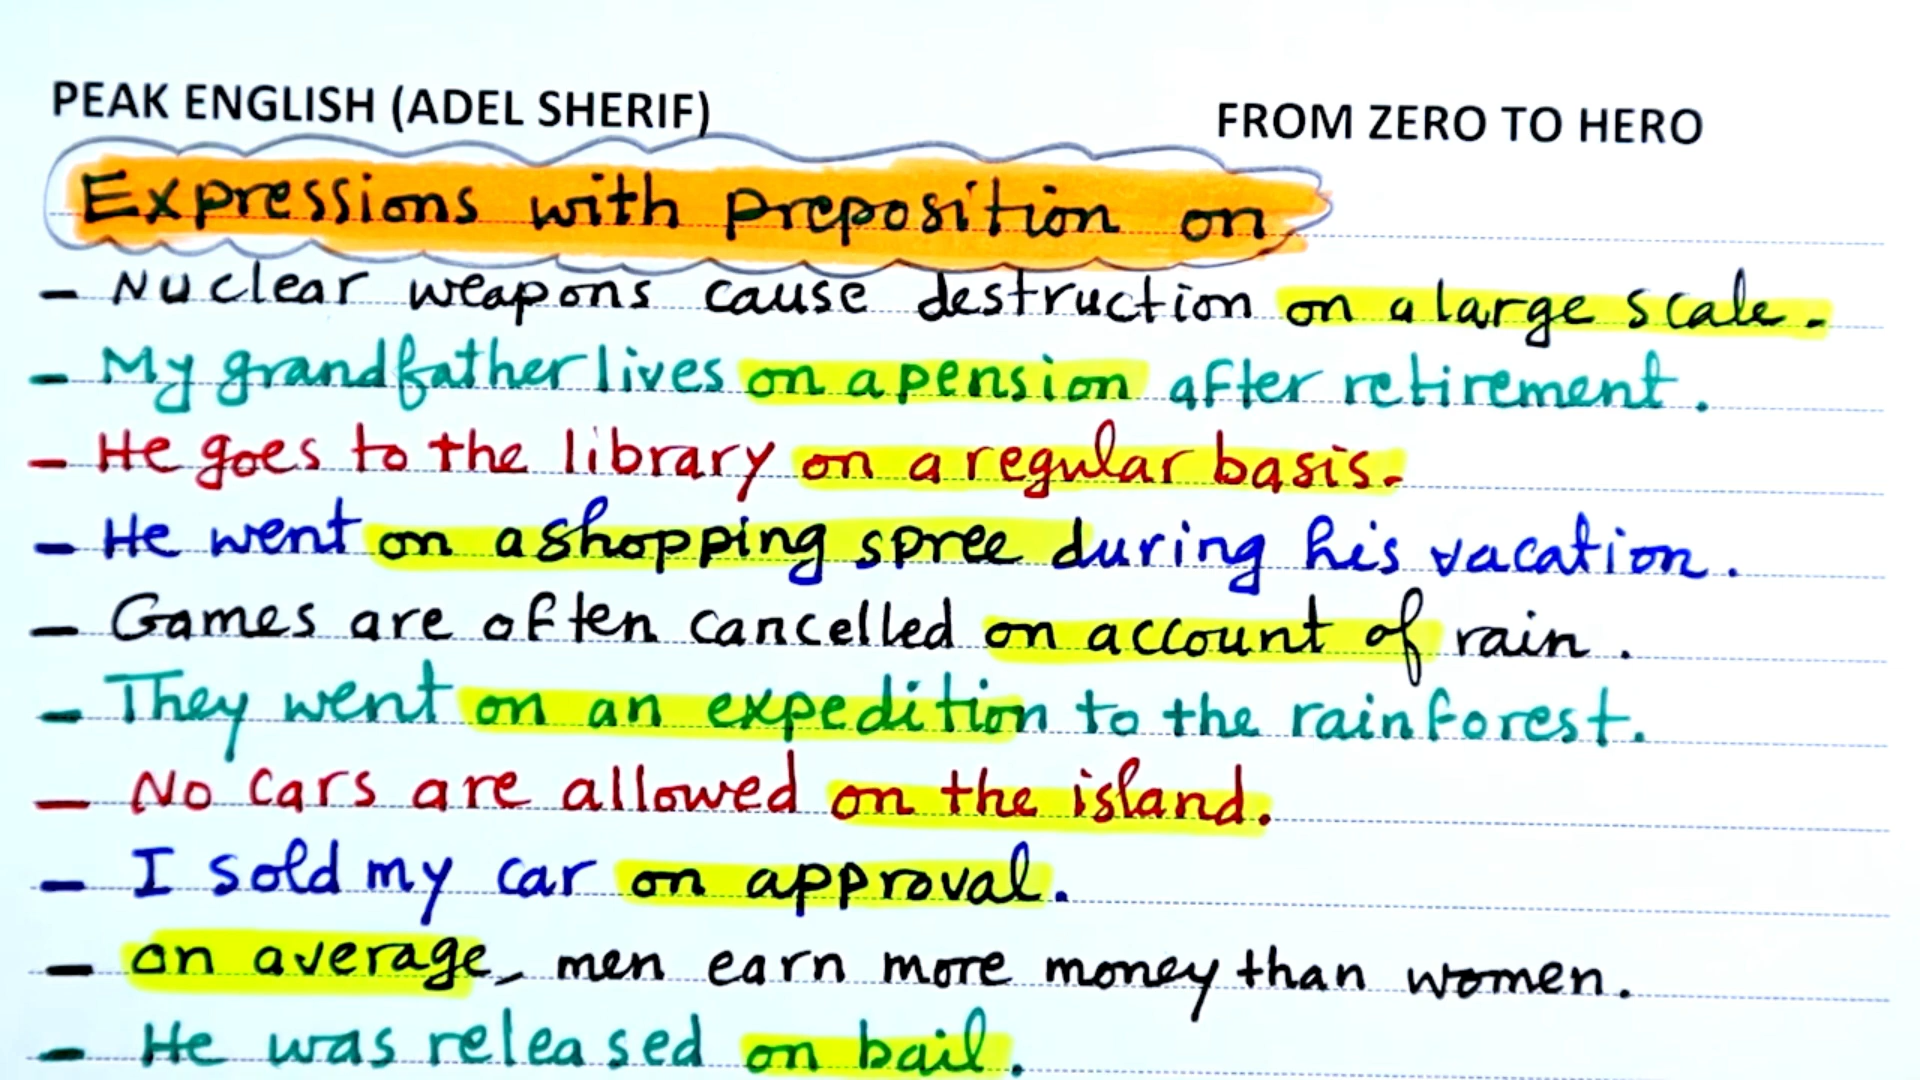 PEAK ENGLISH (ADEL SHERIF) FROM ZERO TO HERO
Expressions with preposition on
- Nuclear weapons cause destruction on a large scale.
- My grandfather lives on a pension after retirement.
- He goes to the library on a regular basis.
- He went on a shopping spree during his vacation.
- Games are often cancelled on account of rain.
- They went on an expedition to the rainforest.
- No cars are allowed on the island.
- I sold my car on approval.
- on average, men earn more money than women.
- He was released on bail.